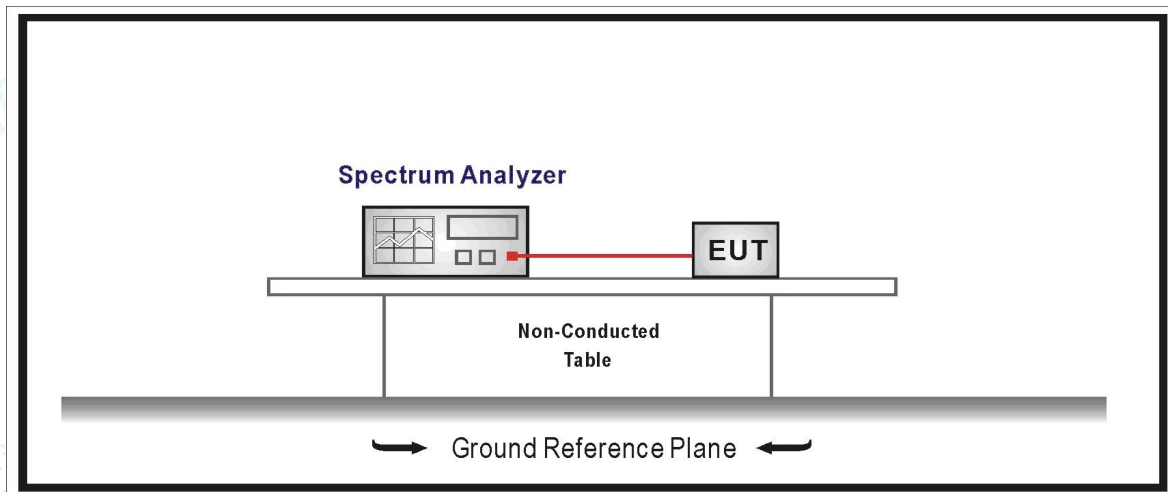 Spectrum Analyzer
EUT
Non-Conducted
Table
Ground Reference Plane